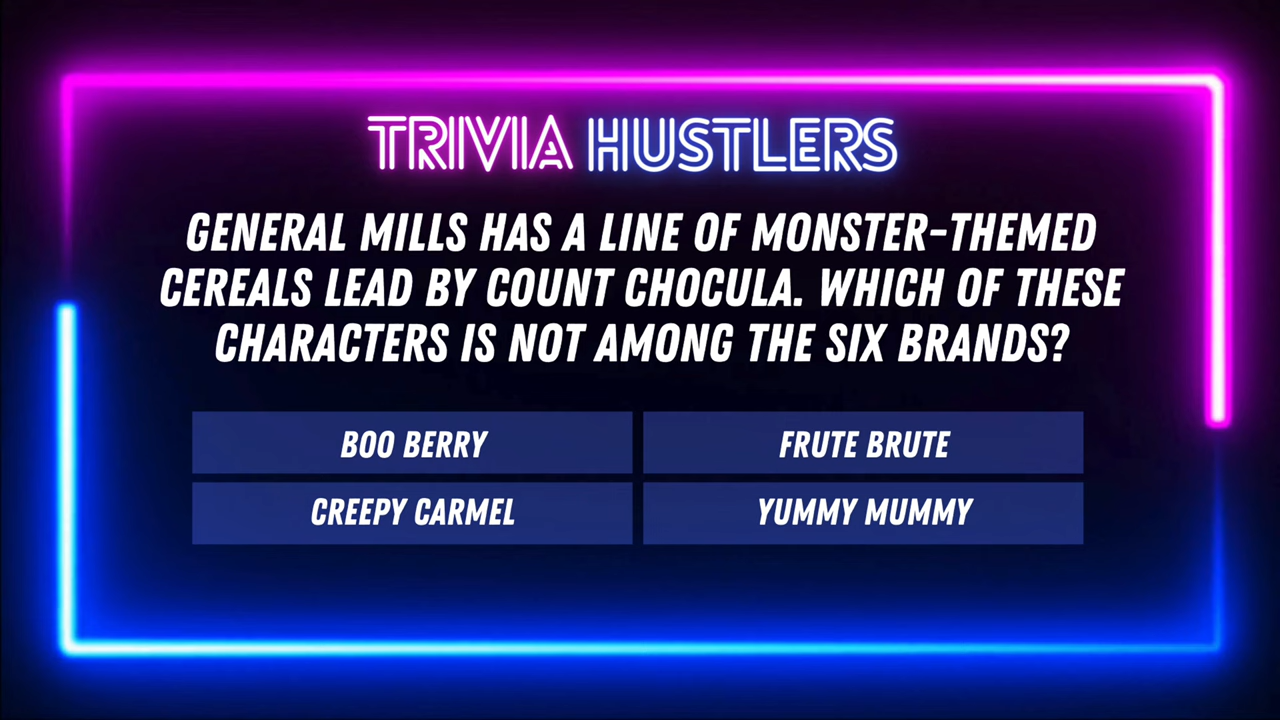 TRIVIA HUSTLERS
GENERAL MILLS HAS A LINE OF MONSTER-THEMED
CEREALS LEAD BY COUNT CHOCULA. WHICH OF THESE
CHARACTERS IS NOT AMONG THE SIX BRANDS?
BOO BERRY
FRUTE BRUTE
CREEPY CARMEL
YUMMY MUMMY